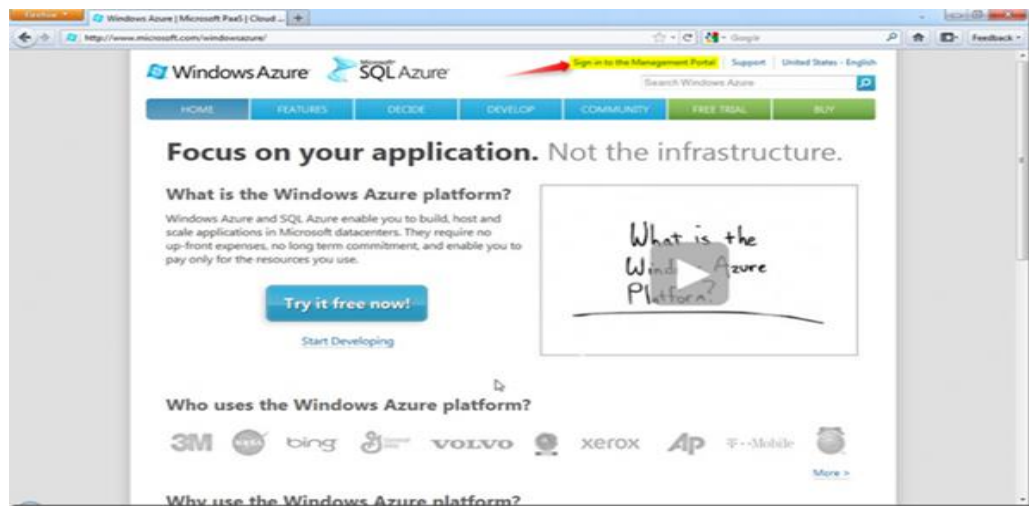 Firefox
Windows Azure | Microsoft PaaS | Cloud ...
http://www.microsoft.com/windowsazure/
Google
Feedback
Windows Azure
Microsoft
SQL Azure
Sign in to the Management Portal
Support
United States - English
Search Windows Azure
HOME
FEATURES
DECIDE
DEVELOP
COMMUNITY
FREE TRIAL
BUY
Focus on your application. Not the infrastructure.
What is the Windows Azure platform?
Windows Azure and SQL Azure enable you to build, host and
scale applications in Microsoft datacenters. They require no
up-front expenses, no long term commitment, and enable you to
pay only for the resources you use.
What is the
Azure
Platform?
Try it free now!
Start Developing
Who uses the Windows Azure platform?
3M
NASA
bing
General
VOLVO
xerox
AP
T··Mobile
More >
Why use the Windows Azure platform?